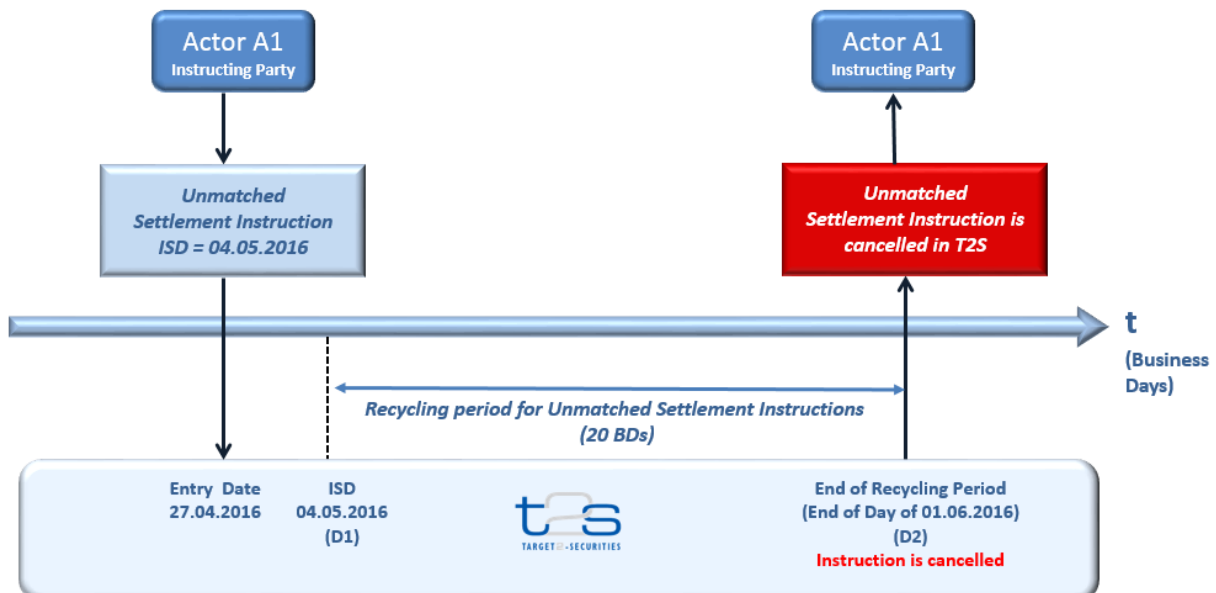 Actor A1
Instructing Party
Actor A1
Instructing Party
Unmatched
Settlement Instruction
ISD = 04.05.2016
Unmatched
Settlement Instruction is
cancelled in T2S
t
(Business
Days)
Recycling period for Unmatched Settlement Instructions
(20 BDs)
Entry Date
27.04.2016
ISD
04.05.2016
(D1)
t2s
TARGET2-SECURITIES
End of Recycling Period
(End of Day of 01.06.2016)
(D2)
Instruction is cancelled